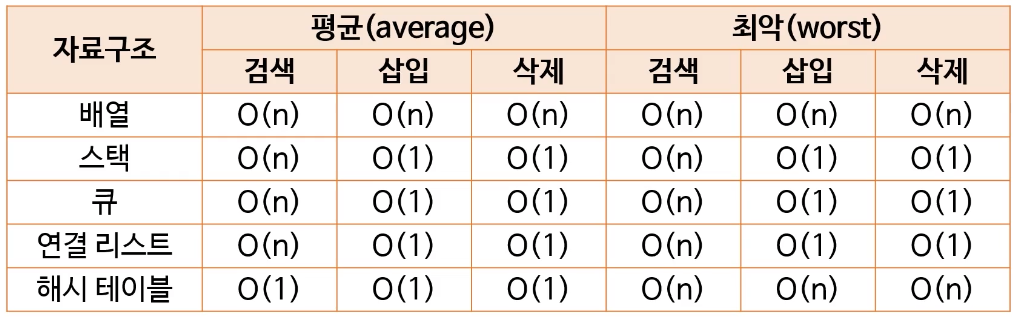 자료구조 평균(average) 최악(worst)
검색 삽입 삭제 검색 삽입 삭제
배열 O(n) O(n) O(n) O(n) O(n) O(n)
스택 O(n) O(1) O(1) O(n) O(1) O(1)
큐 O(n) O(1) O(1) O(n) O(1) O(1)
연결 리스트 O(n) O(1) O(1) O(n) O(1) O(1)
해시 테이블 O(1) O(1) O(1) O(n) O(n) O(n)